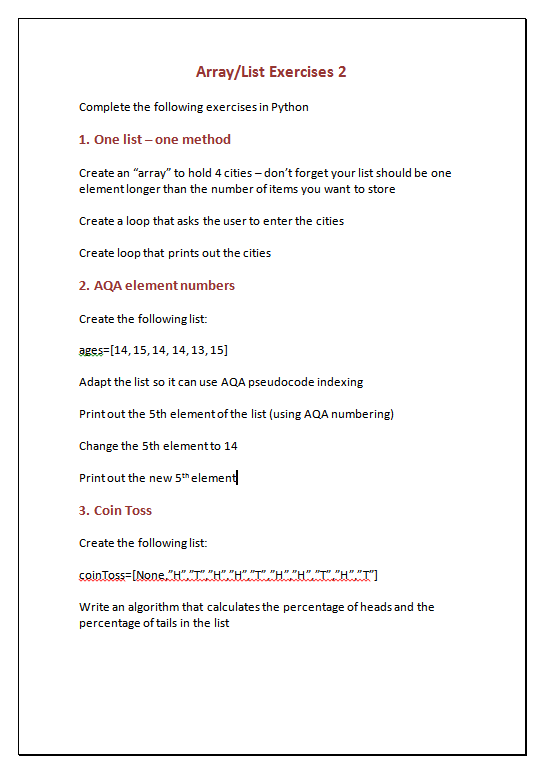 Array/List Exercises 2
Complete the following exercises in Python
1. One list – one method
Create an “array” to hold 4 cities – don’t forget your list should be one
element longer than the number of items you want to store
Create a loop that asks the user to enter the cities
Create loop that prints out the cities
2. AQA element numbers
Create the following list:
ages=[14, 15, 14, 14, 13, 15]
Adapt the list so it can use AQA pseudocode indexing
Print out the 5th element of the list (using AQA numbering)
Change the 5th element to 14
Print out the new 5th element
3. Coin Toss
Create the following list:
coinToss=[None,”H”,”T”,”H”,”H”,”T”,”H”,”H”,”T”,”H”,”T”]
Write an algorithm that calculates the percentage of heads and the
percentage of tails in the list